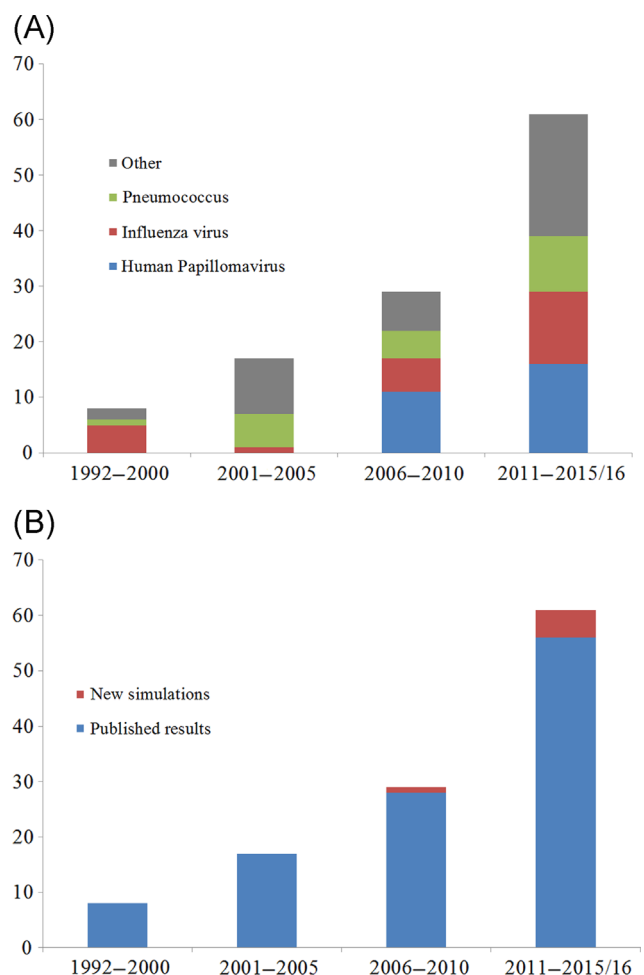 (A)
70
60
50
40
30
20
10
0
Other
Pneumococcus
Influenza virus
Human Papillomavirus
1992–2000 2001–2005 2006–2010 2011–2015/16
(B)
70
60
50
40
30
20
10
0
New simulations
Published results
1992–2000 2001–2005 2006–2010 2011–2015/16